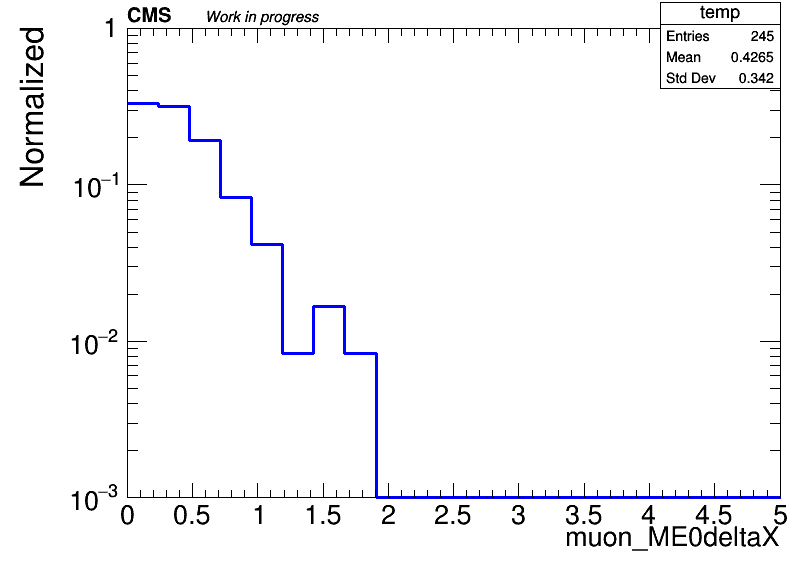 CMS Work in progress
temp
Entries 245
Mean 0.4265
Std Dev 0.342
Normalized
1
10−1
10−2
10−3
0 0.5 1 1.5 2 2.5 3 3.5 4 4.5 5
muon_ME0deltaX